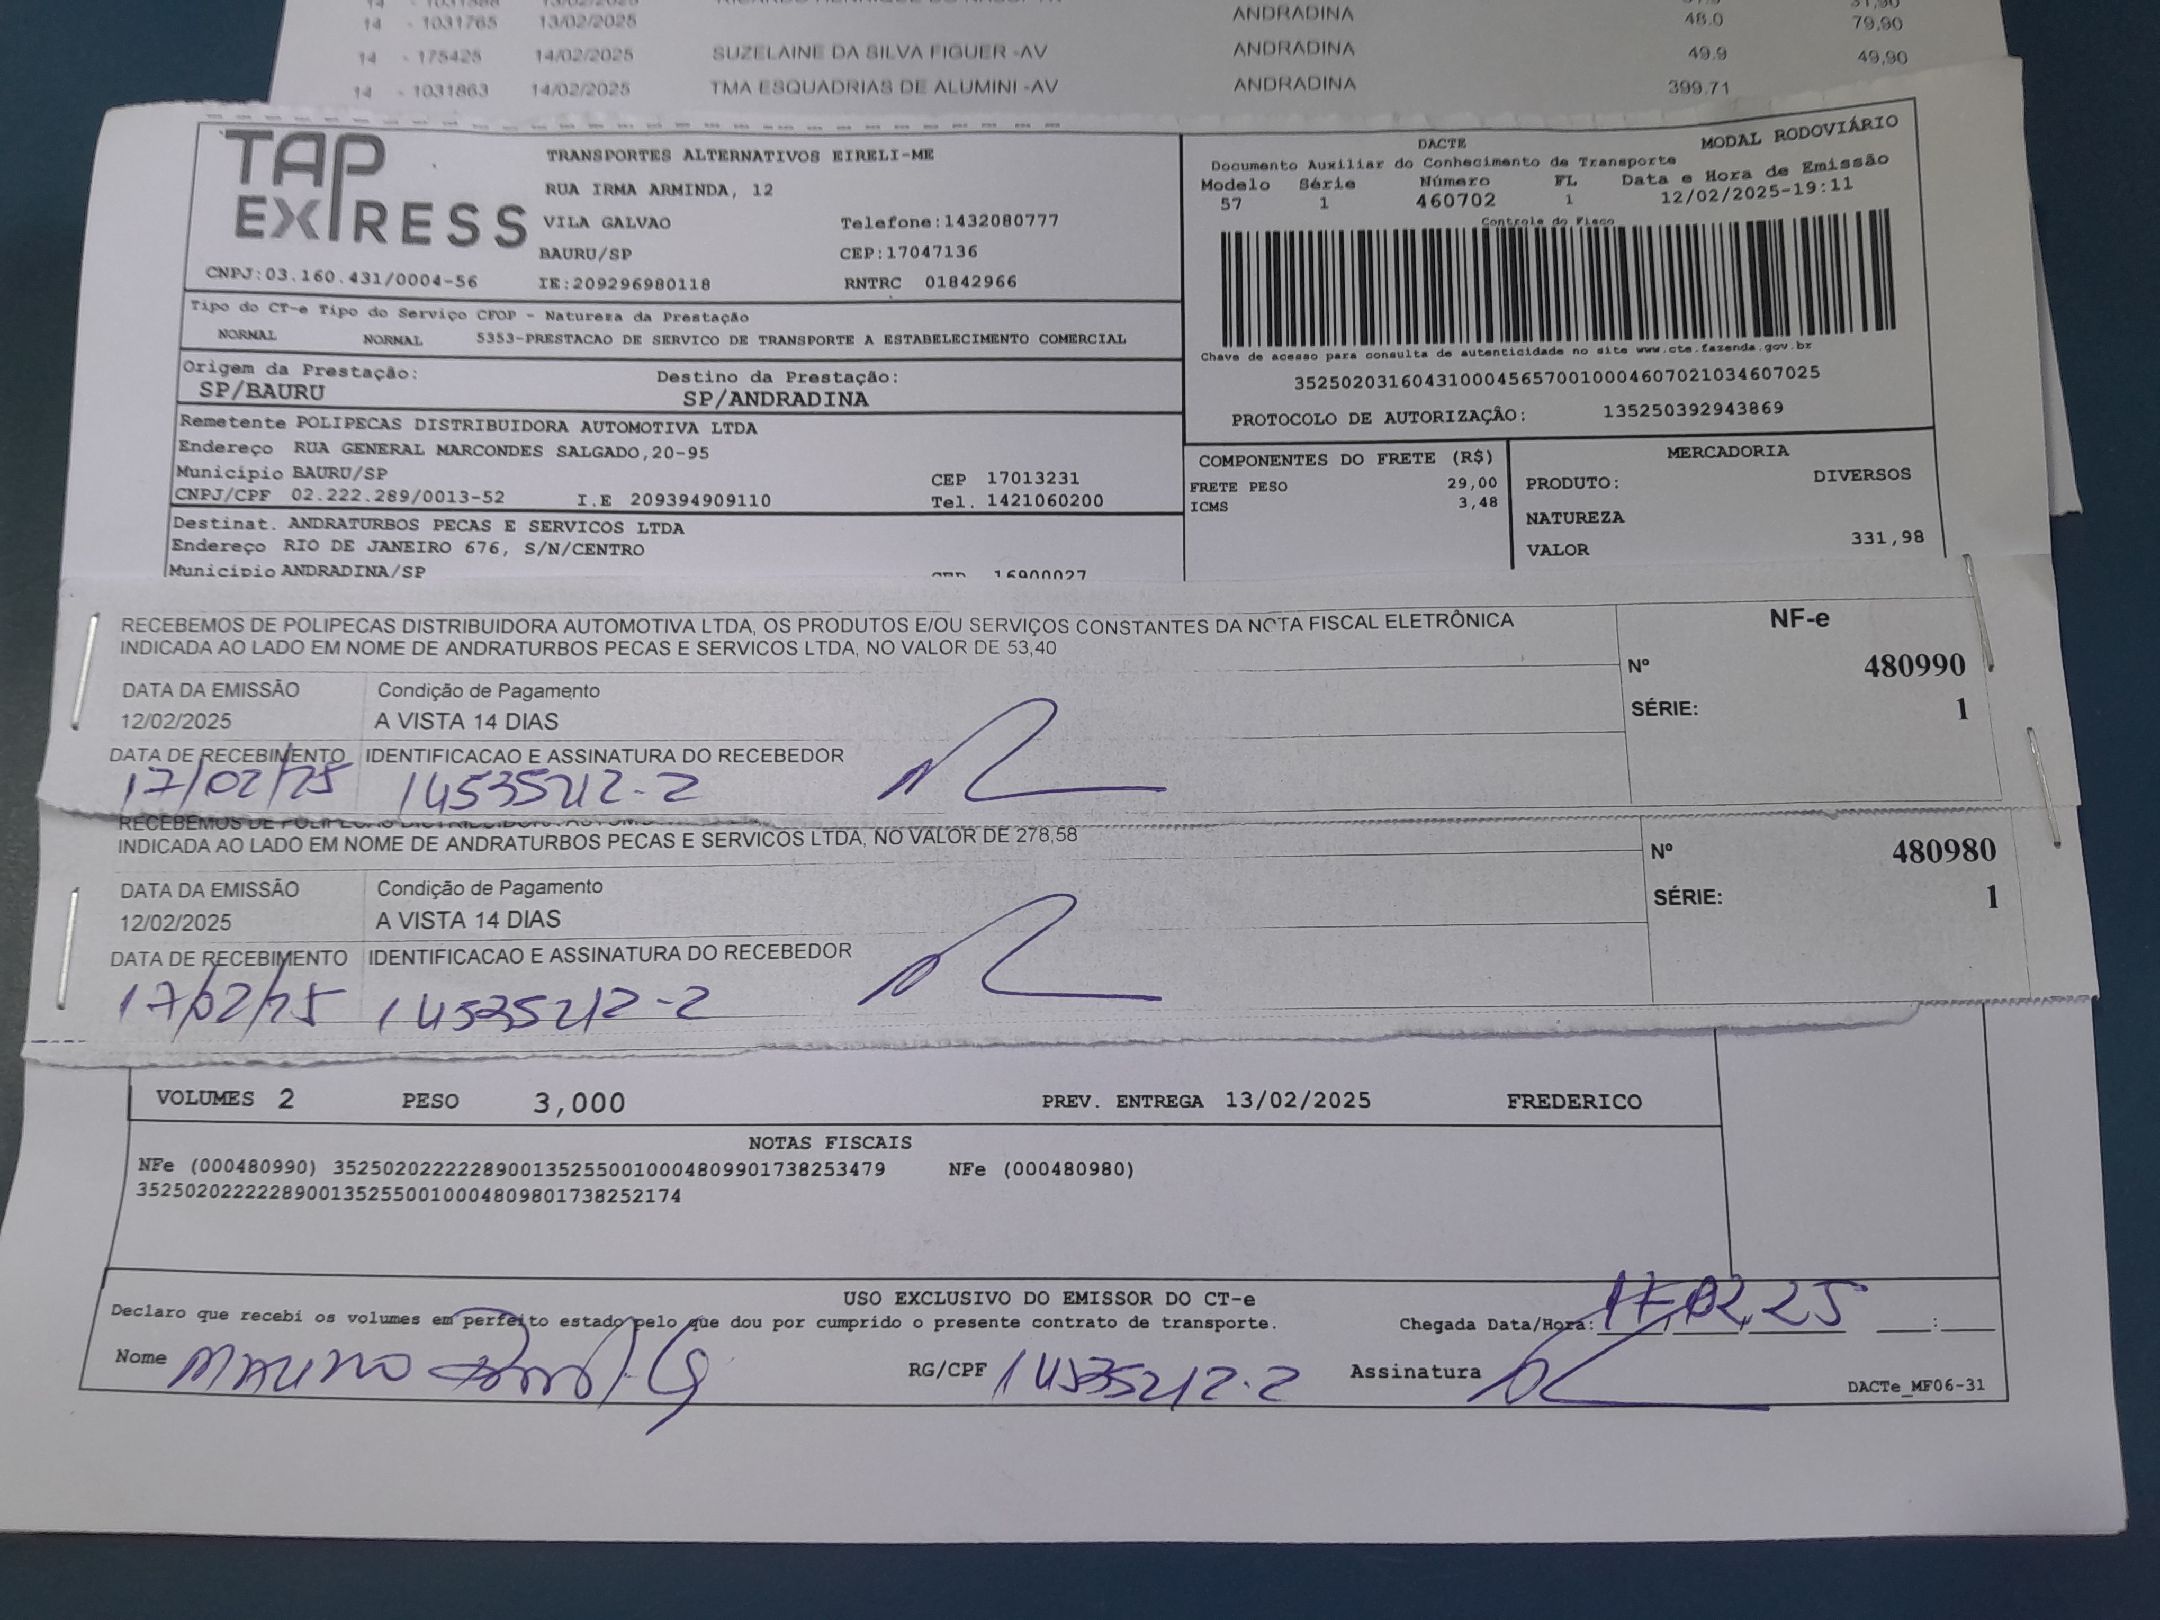 14 - 1031765 13/02/2025 ANDRADINA 48.0 79,90
14 - 175425 14/02/2025 SUZELAINE DA SILVA FIGUER -AV ANDRADINA 49.9 49,90
14 - 1031863 14/02/2025 TMA ESQUADRIAS DE ALUMINI -AV ANDRADINA 399.71
TAP EXPRESS
TRANSPORTES ALTERNATIVOS EIRELI-ME
RUA IRMA ARMINDA, 12
VILA GALVAO Telefone:1432080777
BAURU/SP CEP:17047136
CNPJ:03.160.431/0004-56 IE:209296980118 RNTRC 01842966
DACTE MODAL RODOVIÁRIO
Documento Auxiliar do Conhecimento de Transporte
Modelo Série Número FL Data e Hora de Emissão
57 1 460702 1 12/02/2025-19:11
Controle do Fisco
Tipo do CT-e Tipo do Serviço CFOP - Natureza da Prestação
NORMAL NORMAL 5353-PRESTACAO DE SERVICO DE TRANSPORTE A ESTABELECIMENTO COMERCIAL
Chave de acesso para consulta de autenticidade no site www.cte.fazenda.gov.br
35250203160431000456570010004607021034607025
PROTOCOLO DE AUTORIZAÇÂO: 135250392943869
Origem da Prestação: Destino da Prestação:
SP/BAURU SP/ANDRADINA
Remetente POLIPECAS DISTRIBUIDORA AUTOMOTIVA LTDA
Endereço RUA GENERAL MARCONDES SALGADO,20-95
Município BAURU/SP CEP 17013231
CNPJ/CPF 02.222.289/0013-52 I.E 209394909110 Tel. 1421060200
COMPONENTES DO FRETE (R$)
FRETE PESO 29,00
ICMS 3,48
MERCADORIA
PRODUTO: DIVERSOS
NATUREZA
VALOR 331,98
Destinat. ANDRATURBOS PECAS E SERVICOS LTDA
Endereço RIO DE JANEIRO 676, S/N/CENTRO
Município ANDRADINA/SP CEP 16900027
RECEBEMOS DE POLIPECAS DISTRIBUIDORA AUTOMOTIVA LTDA, OS PRODUTOS E/OU SERVIÇOS CONSTANTES DA NOTA FISCAL ELETRÔNICA
INDICADA AO LADO EM NOME DE ANDRATURBOS PECAS E SERVICOS LTDA, NO VALOR DE 53,40
NF-e
Nº 480990
SÉRIE: 1
DATA DA EMISSÃO Condição de Pagamento
12/02/2025 A VISTA 14 DIAS
DATA DE RECEBIMENTO IDENTIFICACAO E ASSINATURA DO RECEBEDOR
17/02/25 14535212-2
INDICADA AO LADO EM NOME DE ANDRATURBOS PECAS E SERVICOS LTDA, NO VALOR DE 278,58
Nº 480980
SÉRIE: 1
DATA DA EMISSÃO Condição de Pagamento
12/02/2025 A VISTA 14 DIAS
DATA DE RECEBIMENTO IDENTIFICACAO E ASSINATURA DO RECEBEDOR
17/02/25 14535212-2
VOLUMES 2 PESO 3,000 PREV. ENTREGA 13/02/2025 FREDERICO
NOTAS FISCAIS
NFe (000480990) 35250202222289001352550010004809901738253479 NFe (000480980)
35250202222289001352550010004809801738252174
USO EXCLUSIVO DO EMISSOR DO CT-e
Declaro que recebi os volumes em perfeito estado pelo que dou por cumprido o presente contrato de transporte. Chegada Data/Hora: 17 02 25
Nome RG/CPF 14535212-2 Assinatura
DACTe_MF06-31